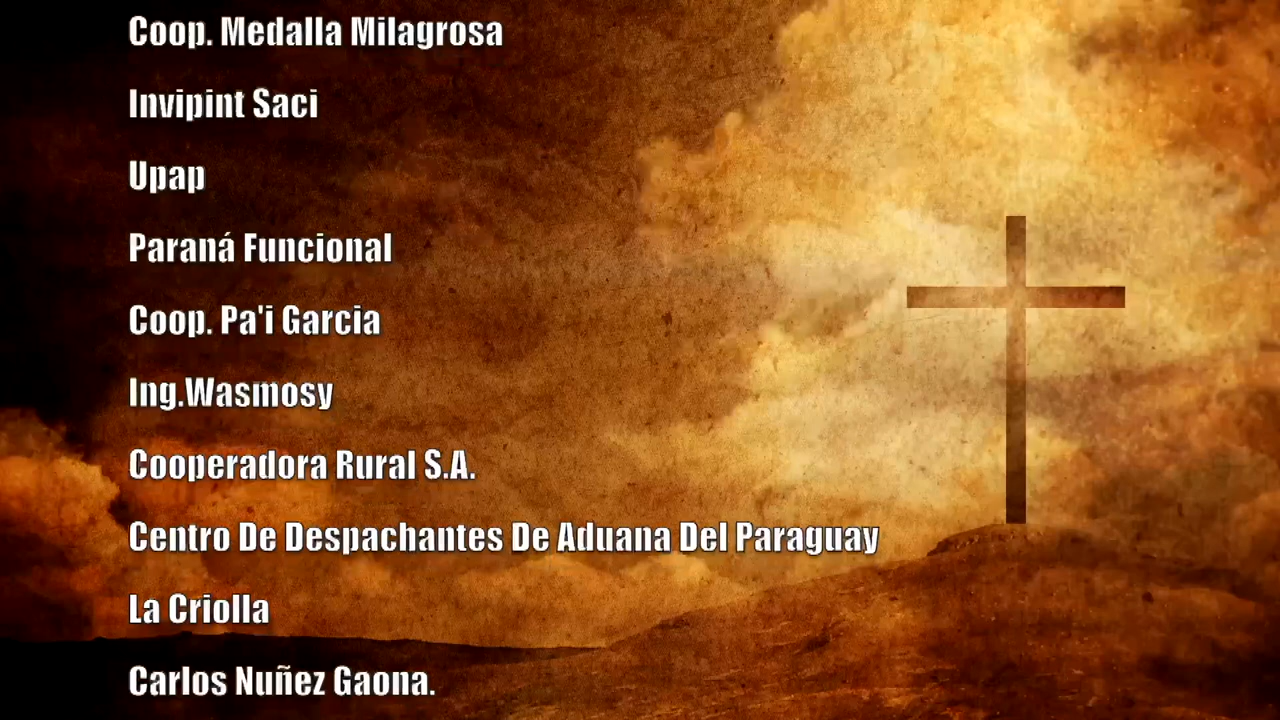 Coop. Medalla Milagrosa
Invipint Saci
Upap
Paraná Funcional
Coop. Pa'i Garcia
Ing.Wasmosy
Cooperadora Rural S.A.
Centro De Despachantes De Aduana Del Paraguay
La Criolla
Carlos Nuñez Gaona.